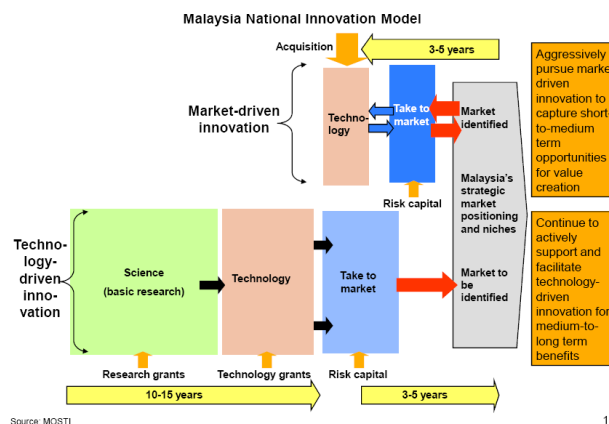 Malaysia National Innovation Model
Acquisition
3-5 years
Market-driven
innovation
Techno-
logy
Take to
market
Market
identified
Risk capital
Malaysia's
strategic
market
positioning
and niches
Market to
be
identified
Aggressively
pursue market
driven
innovation to
capture short-
to-medium
term
opportunities
for value
creation
Techno-
logy-
driven
inno-
vation
Science
(basic research)
Technology
Take to
market
Continue to
actively
support and
facilitate
technology-
driven
innovation for
medium-to-
long term
benefits
Research grants
Technology grants
Risk capital
10-15 years
3-5 years
Source: MOSTI
1